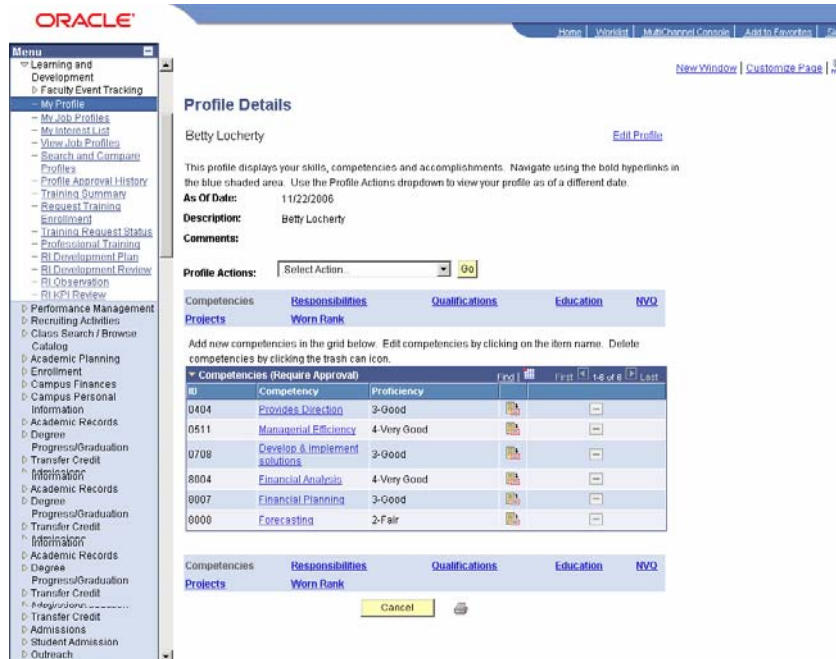 ORACLE'
Home | Worklist | MultiChannel Console | Add to Favorites |
Menu
Learning and
Development
Faculty Event Tracking
My Profile
My Job Profiles
My Interest List
View Job Profiles
Search and Compare
Profiles
Profile Approval History
Training Summary
Request Training
Enrollment
Training Request Status
Professional Training
RI Development Plan
RI Development Review
RI Observation
RI KPI Review
Performance Management
Recruiting Activities
Class Search / Browse
Catalog
Academic Planning
Enrollment
Campus Finances
Campus Personal
Information
Academic Records
Degree
Progress/Graduation
Transfer Credit
Information
Academic Records
Degree
Progress/Graduation
Transfer Credit
Information
Academic Records
Degree
Progress/Graduation
Transfer Credit
Transfer Credit
Admissions
Student Admission
Outreach
New Window | Customize Page |
Profile Details
Betty Locherty Edit Profile
This profile displays your skills, competencies and accomplishments. Navigate using the bold hyperlinks in
the blue shaded area. Use the Profile Actions dropdown to view your profile as of a different date.
As Of Date: 11/22/2006
Description: Betty Locherty
Comments:
Profile Actions: Select Action... Go
Competencies Responsibilities Qualifications Education NVQ
Projects Worn Rank
Add new competencies in the grid below. Edit competencies by clicking on the item name. Delete
competencies by clicking the trash can icon.
Competencies (Require Approval) Find | First 1-6 of 6 Last
ID Competency Proficiency
0404 Provides Direction 3-Good
0511 Managerial Efficiency 4-Very Good
0708 Develop & implement
solutions 3-Good
8004 Financial Analysis 4-Very Good
8007 Financial Planning 3-Good
Forecasting 2-Fair
Competencies Responsibilities Qualifications Education NVQ
Projects Worn Rank
Cancel